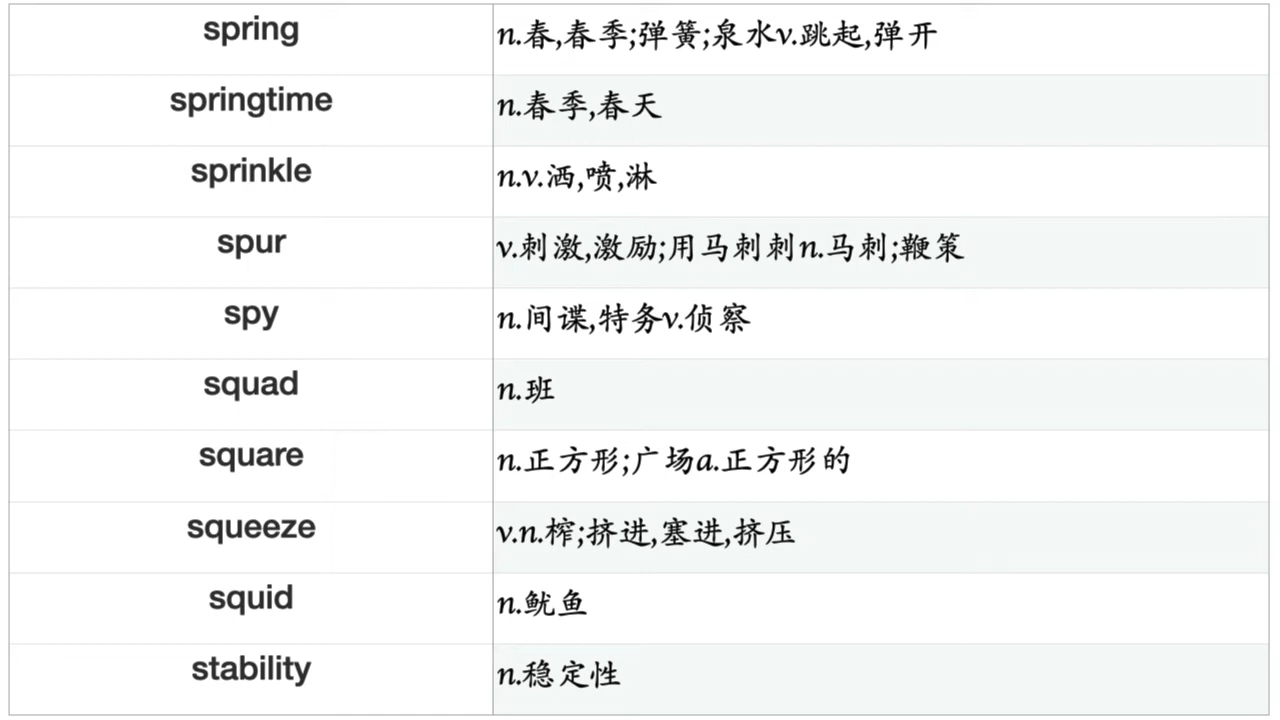 spring n.春,春季;弹簧;泉水v.跳起,弹开
springtime n.春季,春天
sprinkle n.v.洒,喷,淋
spur v.刺激,激励;用马刺刺n.马刺;鞭策
spy n.间谍,特务v.侦察
squad n.班
square n.正方形;广场a.正方形的
squeeze v.n.榨;挤进,塞进,挤压
squid n.鱿鱼
stability n.稳定性